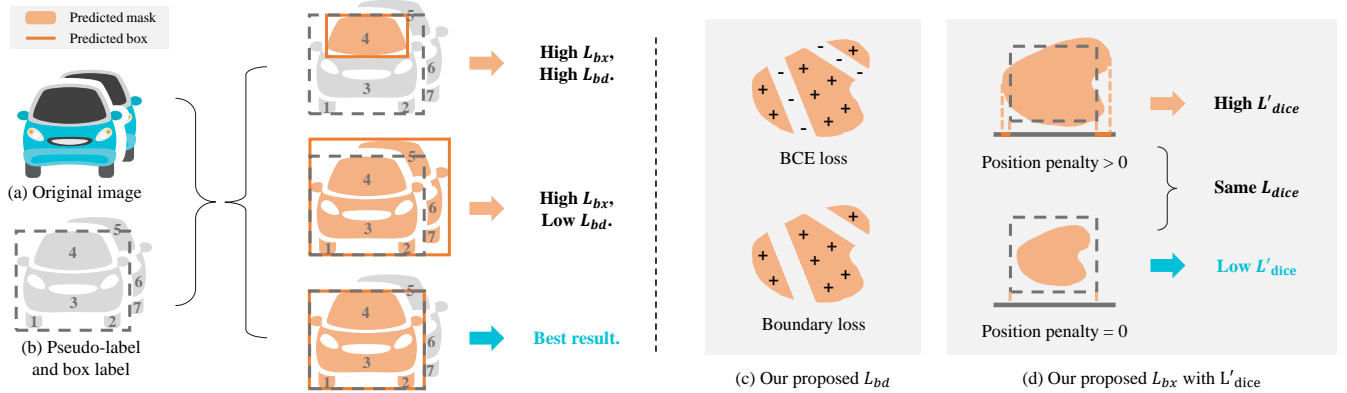 Predicted mask
Predicted box
(a) Original image
5
4
6
3
7
1
2
(b) Pseudo-label
and box label
5
4
6
3
1
2
7
High L_bx,
High L_bd.
5
4
6
3
1
2
7
High L_bx,
Low L_bd.
5
4
6
3
1
2
7
Best result.
- + -
+ - + + -
+ - + +
+ + -
- +
BCE loss
+
+ + +
+ + +
+ +
+
Boundary loss
(c) Our proposed L_bd
High L'_dice
Position penalty > 0
Same L_dice
Low L'_dice
Position penalty = 0
(d) Our proposed L_bx with L'_dice